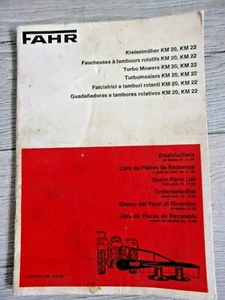 FAHR
Kreiselmäher KM 20, KM 22
Faucheuses à tambours rotatifs KM 20, KM 22
Turbo Mowers KM 20, KM 22
Turbomaaiers KM 20, KM 22
Falciatrici a tamburi rotanti KM 20, KM 22
Guadañadoras a tambores rotativos KM 20, KM 22
Ersatzteilliste
Liste de Pièces de Rechange
Spare Parts List
Onderdelenlijst
Elenco dei Pezzi di Ricambio
Lista de Piezas de Recambio